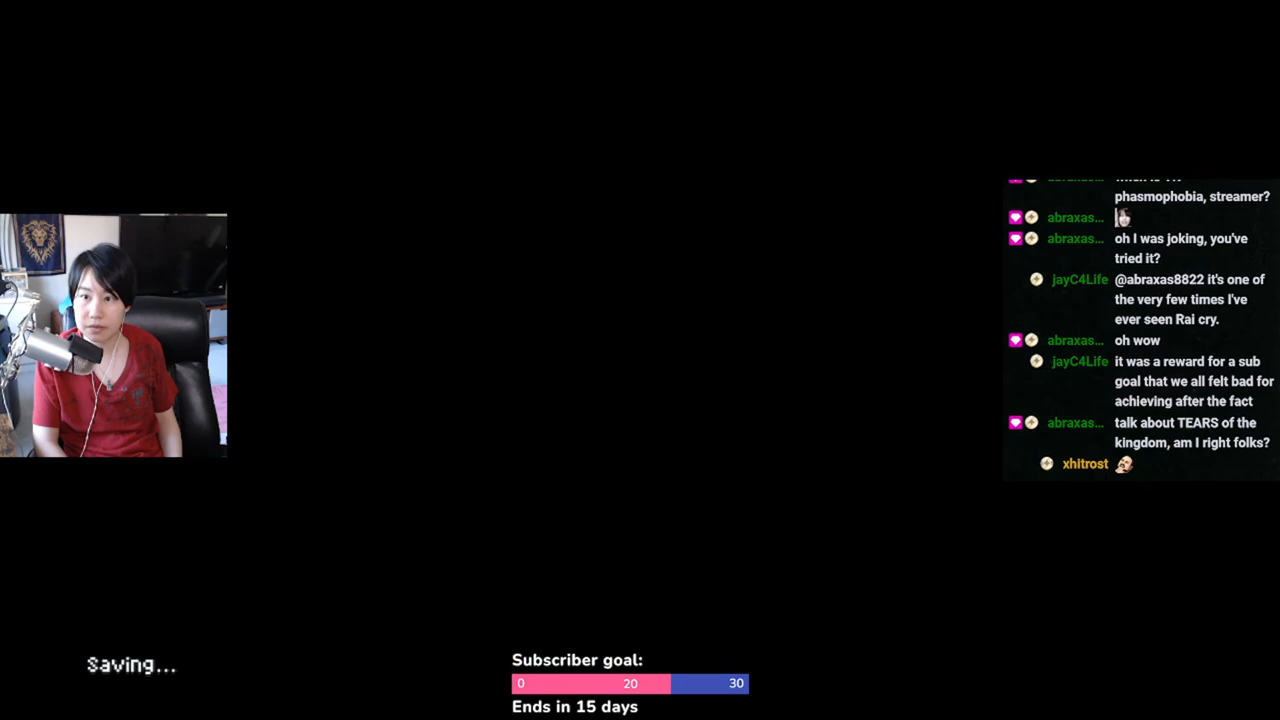 phasmophobia, streamer?
abraxas...
abraxas... oh I was joking, you've
tried it?
jayC4Life @abraxas8822 it's one of
the very few times I've
ever seen Rai cry.
abraxas... oh wow
jayC4Life it was a reward for a sub
goal that we all felt bad for
achieving after the fact
abraxas... talk about TEARS of the
kingdom, am I right folks?
xhitrost
Saving...
Subscriber goal:
0 20 30
Ends in 15 days